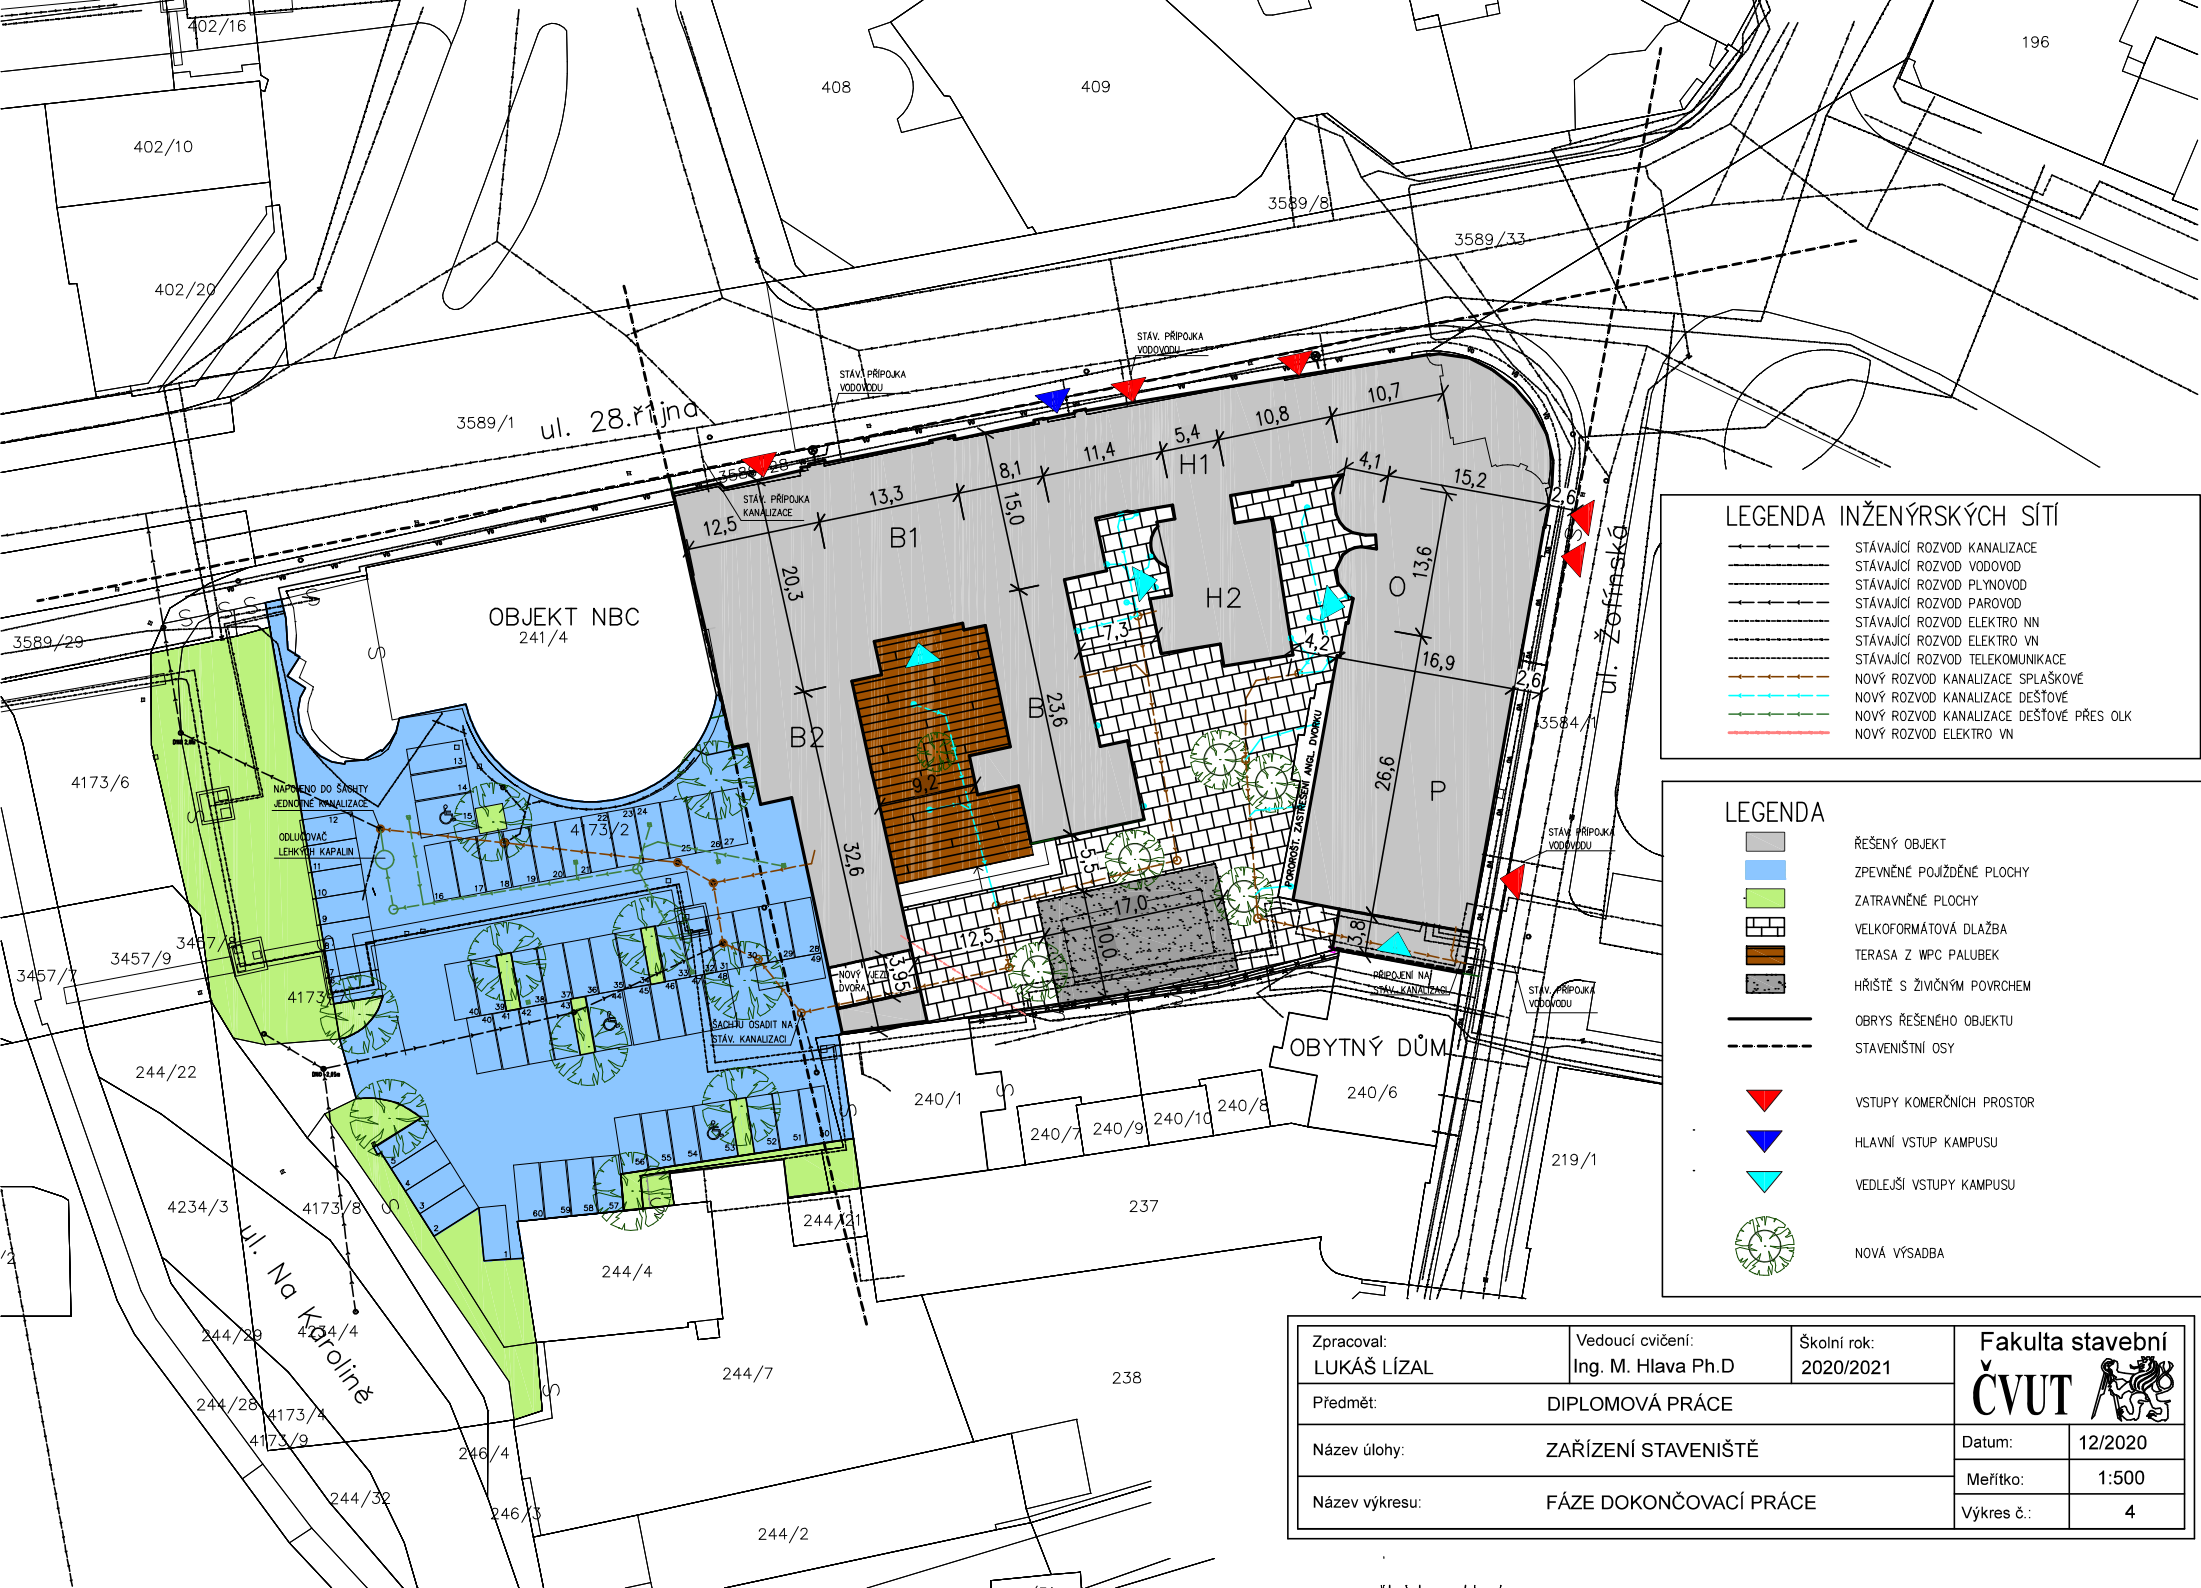 402/16
402/10
402/20
408
409
196
3589/8
3589/33
3589/1
ul. 28.října
STÁV. PŘÍPOJKA
VODOVODU
STÁV. PŘÍPOJKA
VODOVODU
STÁV. PŘÍPOJKA
KANALIZACE
10,7
10,8
5,4
11,4
H1
8,1
13,3
12,5
15,0
B1
4,1
15,2
2,6
13,6
O
H2
20,3
OBJEKT NBC
241/4
3589/29
7,3
4,2
16,9
2,6
23,6
B2
3584/1
ul. Žofínská
POROROŠT. ZASTŘEŠENÍ ANGL. DVORKU
26,6
P
9,2
32,6
5,5
17,0
10,0
12,5
3,95
3,8
NOVÝ VJEZD
DVORA
4173/6
NAPOJENO DO ŠACHTY
JEDNOTNÉ KANALIZACE
ODLUČOVAČ
LEHKÝCH KAPALIN
4173/2
3457/8
3457/9
3457/7
ŠACHTU OSADIT NA
STÁV. KANALIZACI
PŘIPOJENÍ NA
STÁV. KANALIZACI
STÁV. PŘÍPOJKA
VODOVODU
STÁV. PŘÍPOJKA
VODOVODU
OBYTNÝ DŮM
240/6
240/1
240/7
240/9
240/10
240/8
219/1
237
238
244/22
4234/3
4173/8
4234/4
ul. Na Karolině
244/29
244/28
4173/4
4173/9
244/32
246/4
246/3
244/21
244/4
244/7
244/2
LEGENDA INŽENÝRSKÝCH SÍTÍ
STÁVAJÍCÍ ROZVOD KANALIZACE
STÁVAJÍCÍ ROZVOD VODOVOD
STÁVAJÍCÍ ROZVOD PLYNOVOD
STÁVAJÍCÍ ROZVOD PAROVOD
STÁVAJÍCÍ ROZVOD ELEKTRO NN
STÁVAJÍCÍ ROZVOD ELEKTRO VN
STÁVAJÍCÍ ROZVOD TELEKOMUNIKACE
NOVÝ ROZVOD KANALIZACE SPLAŠKOVÉ
NOVÝ ROZVOD KANALIZACE DEŠŤOVÉ
NOVÝ ROZVOD KANALIZACE DEŠŤOVÉ PŘES OLK
NOVÝ ROZVOD ELEKTRO VN
LEGENDA
ŘEŠENÝ OBJEKT
ZPEVNĚNÉ POJÍŽDĚNÉ PLOCHY
ZATRAVNĚNÉ PLOCHY
VELKOFORMÁTOVÁ DLAŽBA
TERASA Z WPC PALUBEK
HŘIŠTĚ S ŽIVIČNÝM POVRCHEM
OBRYS ŘEŠENÉHO OBJEKTU
STAVENIŠTNÍ OSY
VSTUPY KOMERČNÍCH PROSTOR
HLAVNÍ VSTUP KAMPUSU
VEDLEJŠÍ VSTUPY KAMPUSU
NOVÁ VÝSADBA
Zpracoval:
LUKÁŠ LÍZAL
Vedoucí cvičení:
Ing. M. Hlava Ph.D
Školní rok:
2020/2021
Fakulta stavební
ČVUT
Předmět:
DIPLOMOVÁ PRÁCE
Název úlohy:
ZAŘÍZENÍ STAVENIŠTĚ
Název výkresu:
FÁZE DOKONČOVACÍ PRÁCE
Datum:
12/2020
Meřítko:
1:500
Výkres č.:
4